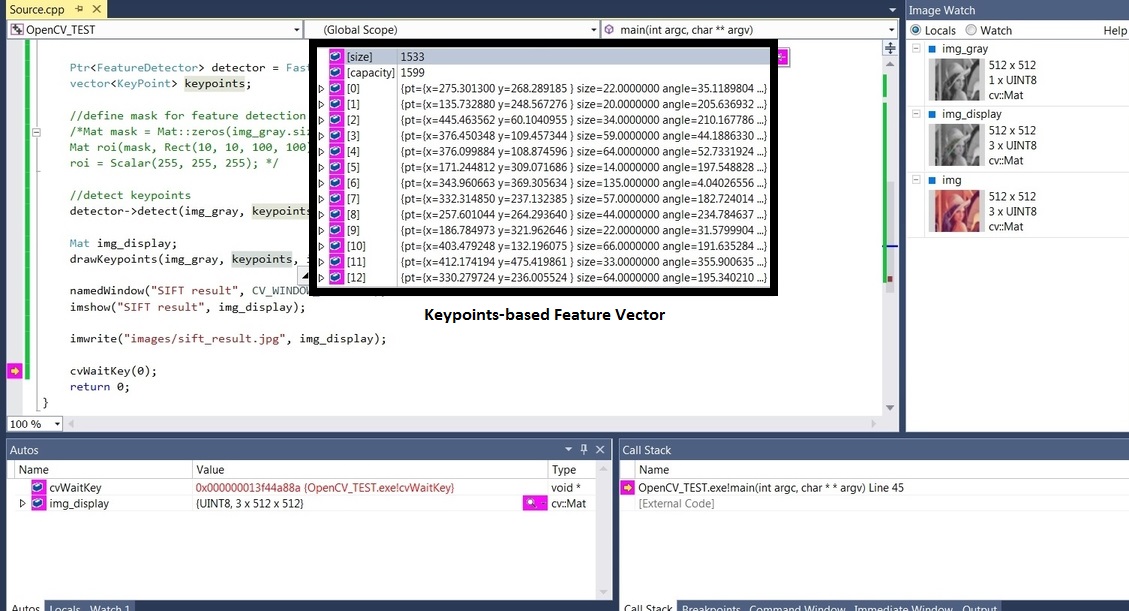 Source.cpp
Image Watch
OpenCV_TEST
(Global Scope)
main(int argc, char ** argv)
Locals
Watch
Help
Ptr<FeatureDetector> detector = Fas
vector<KeyPoint> keypoints;
//define mask for feature detection
/*Mat mask = Mat::zeros(img_gray.siz
Mat roi(mask, Rect(10, 10, 100, 100)
roi = Scalar(255, 255, 255); */
//detect keypoints
detector->detect(img_gray, keypoints
Mat img_display;
drawKeypoints(img_gray, keypoints,
namedWindow("SIFT result", CV_WINDOW
imshow("SIFT result", img_display);
imwrite("images/sift_result.jpg", img_display);
cvWaitKey(0);
return 0;
}
[size] 1533
[capacity] 1599
[0] {pt={x=275.301300 y=268.289185 } size=22.0000000 angle=35.1189804 ...}
[1] {pt={x=135.732880 y=248.567276 } size=20.0000000 angle=205.636932 ...}
[2] {pt={x=445.463562 y=60.1040955 } size=34.0000000 angle=210.167786 ...}
[3] {pt={x=376.450348 y=109.457344 } size=59.0000000 angle=44.1886330 ...}
[4] {pt={x=376.099884 y=108.874596 } size=64.0000000 angle=52.7331924 ...}
[5] {pt={x=171.244812 y=309.071686 } size=14.0000000 angle=197.548828 ...}
[6] {pt={x=343.960663 y=369.305634 } size=135.000000 angle=4.04026556 ...}
[7] {pt={x=332.314850 y=237.132385 } size=57.0000000 angle=182.724014 ...}
[8] {pt={x=257.601044 y=264.293640 } size=44.0000000 angle=234.784637 ...}
[9] {pt={x=186.784973 y=321.962646 } size=22.0000000 angle=31.5799904 ...}
[10] {pt={x=403.479248 y=132.196075 } size=66.0000000 angle=191.635284 ...}
[11] {pt={x=412.174194 y=475.419861 } size=33.0000000 angle=355.900635 ...}
[12] {pt={x=330.279724 y=236.005524 } size=64.0000000 angle=195.340210 ...}
Keypoints-based Feature Vector
img_gray
512 x 512
1 x UINT8
cv::Mat
img_display
512 x 512
3 x UINT8
cv::Mat
img
512 x 512
3 x UINT8
cv::Mat
100 %
Autos
Name Value Type
cvWaitKey 0x000000013f44a88a {OpenCV_TEST.exe!cvWaitKey} void *
img_display {UINT8, 3 x 512 x 512} cv::Mat
Autos Locals Watch 1
Call Stack
Name
OpenCV_TEST.exe!main(int argc, char * * argv) Line 45
[External Code]
Call Stack Breakpoints Command Window Immediate Window Output